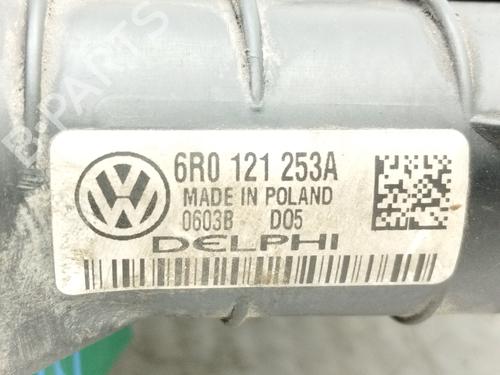 B-PARTS
6R0 121 253A
MADE IN POLAND
0603B D05
DELPHI